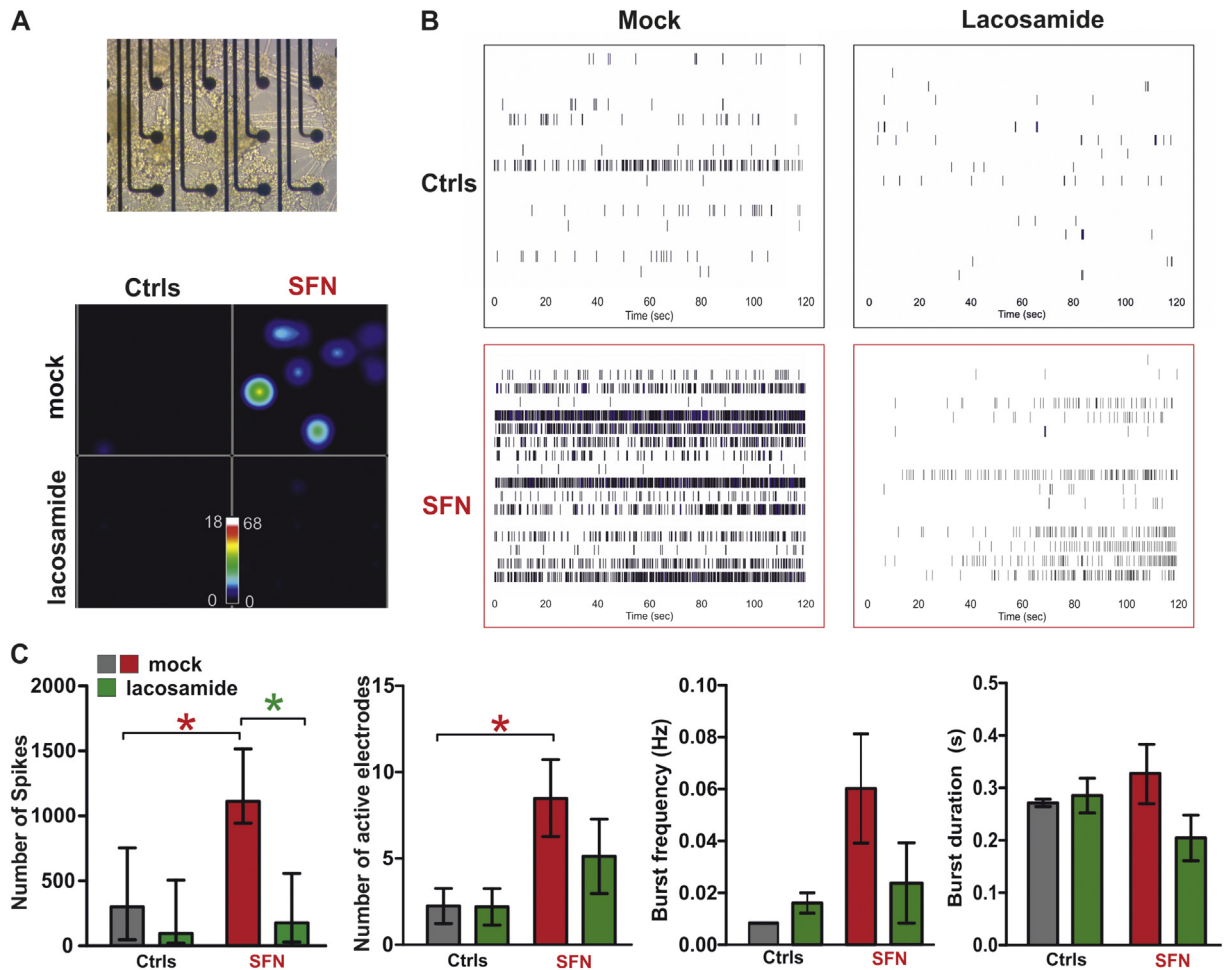 A
B
Mock
Lacosamide
Ctrls
0 20 40 60 80 100 120
Time (sec)
0 20 40 60 80 100 120
Time (sec)
SFN
0 20 40 60 80 100 120
Time (sec)
0 20 40 60 80 100 120
Time (sec)
Ctrls
SFN
mock
lacosamide
18 68
0 0
C
mock
lacosamide
Number of Spikes
2000
1500
1000
500
0
*
*
Ctrls
SFN
Number of active electrodes
15
10
5
0
*
Ctrls
SFN
Burst frequency (Hz)
0.10
0.08
0.06
0.04
0.02
0.00
Ctrls
SFN
Burst duration (s)
0.5
0.4
0.3
0.2
0.1
0.0
Ctrls
SFN